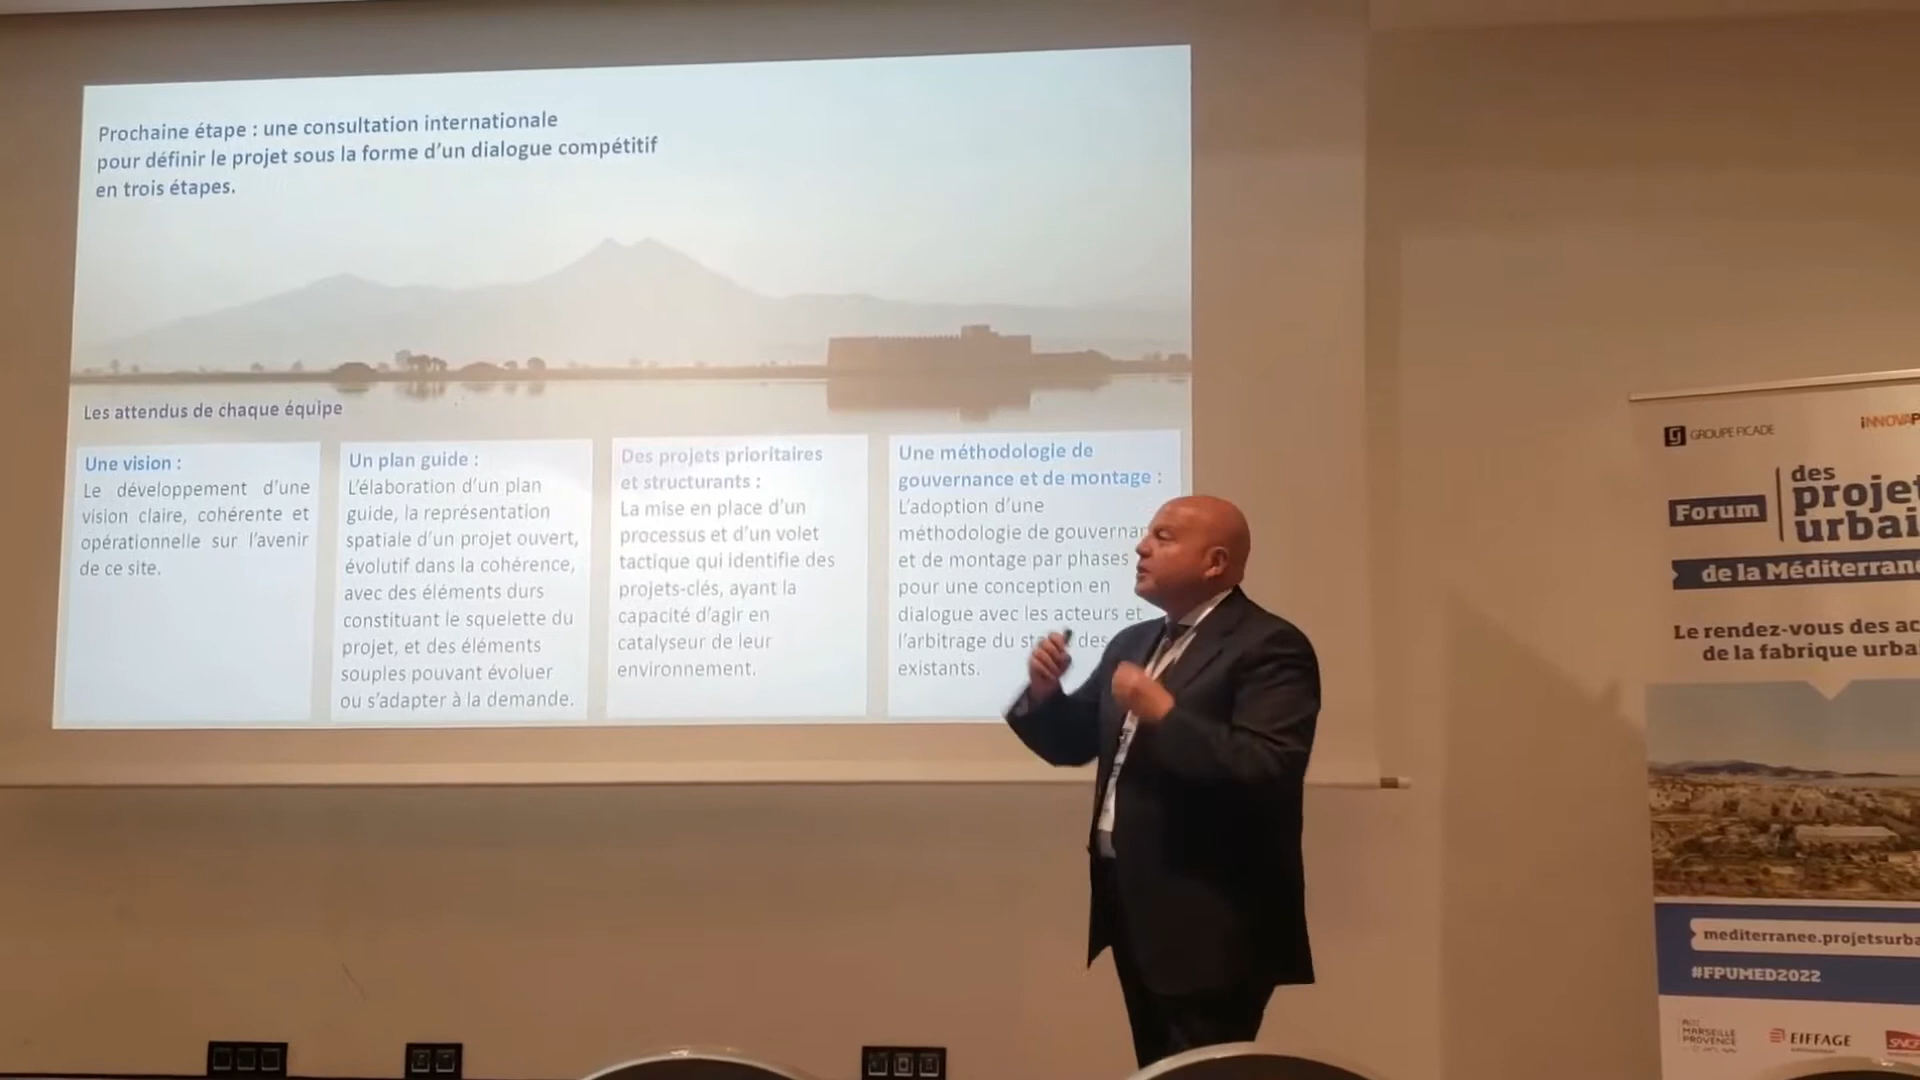 Prochaine étape : une consultation internationale
pour définir le projet sous la forme d'un dialogue compétitif
en trois étapes.
Les attendus de chaque équipe
Une vision :
Le développement d'une
vision claire, cohérente et
opérationnelle sur l'avenir
de ce site.
Un plan guide :
L'élaboration d'un plan
guide, la représentation
spatiale d'un projet ouvert,
évolutif dans la cohérence,
avec des éléments durs
constituant le squelette du
projet, et des éléments
souples pouvant évoluer
ou s'adapter à la demande.
Des projets prioritaires
et structurants :
La mise en place d'un
processus et d'un volet
tactique qui identifie des
projets-clés, ayant la
capacité d'agir en
catalyseur de leur
environnement.
Une méthodologie de
gouvernance et de montage :
L'adoption d'une
méthodologie de gouvernan
et de montage par phases
pour une conception en
dialogue avec les acteurs et
l'arbitrage du des
existants.
GROUPE FICADE
INNOVAP
Forum
des
projet
urbai
de la Méditerrané
Le rendez-vous des ac
de la fabrique urba
mediterranee.projetsurba
#FPUMED2022
MARSEILLE
PROVENCE
EIFFAGE
SNCF